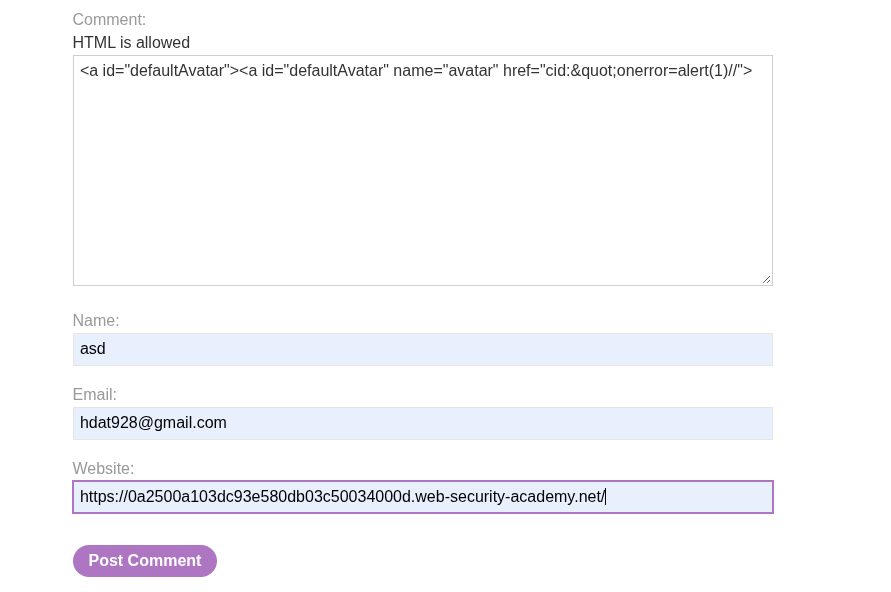 Comment:
HTML is allowed
<a id="defaultAvatar"><a id="defaultAvatar" name="avatar" href="cid:&quot;onerror=alert(1)//">
Name:
asd
Email:
hdat928@gmail.com
Website:
https://0a2500a103dc93e580db03c50034000d.web-security-academy.net/
Post Comment